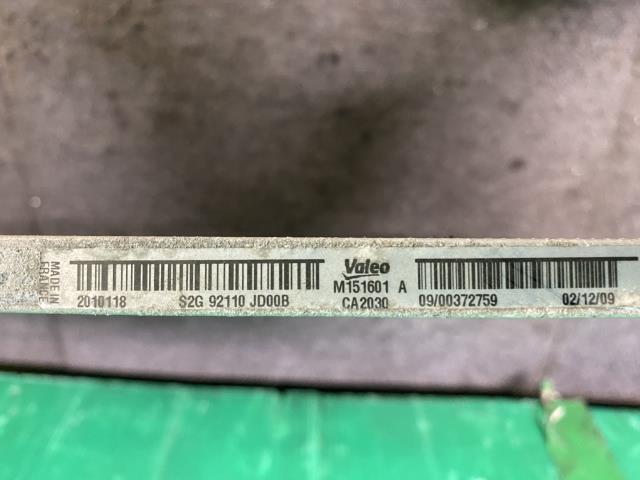 MADE IN
FRANCE
2010118 S2G 92110 JD00B
Valeo
M151601 A
CA2030
09/00372759 02/12/09